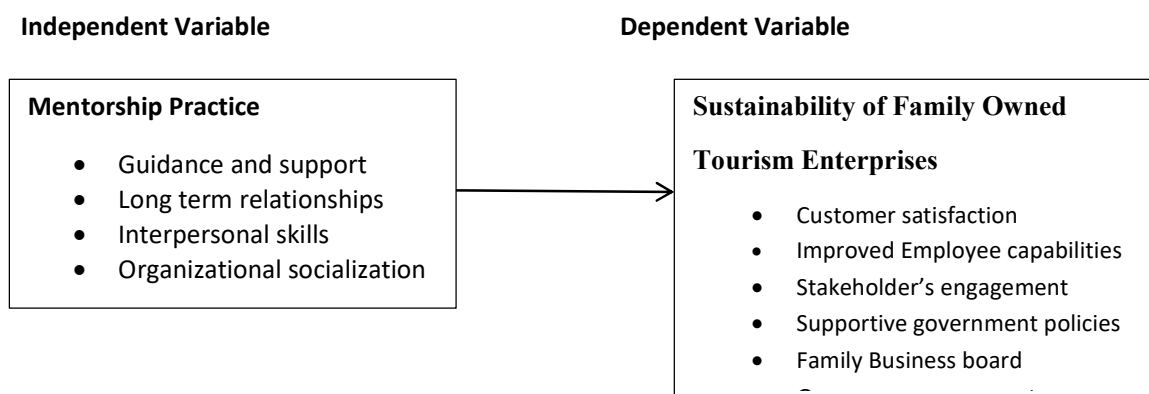 Independent Variable
Dependent Variable
Mentorship Practice
• Guidance and support
• Long term relationships
• Interpersonal skills
• Organizational socialization
Sustainability of Family Owned
Tourism Enterprises
• Customer satisfaction
• Improved Employee capabilities
• Stakeholder’s engagement
• Supportive government policies
• Family Business board